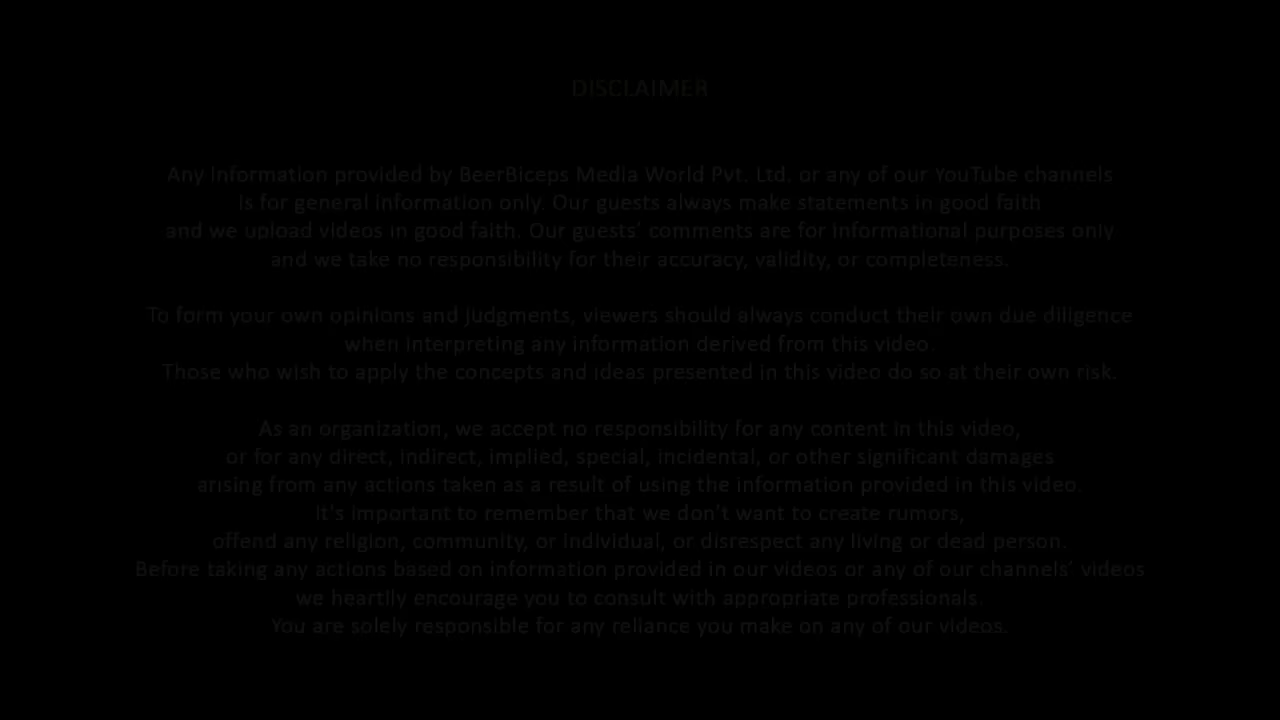 DISCLAIMER
Any information provided by BeerBiceps Media World Pvt. Ltd. or any of our YouTube channels
is for general information only. Our guests always make statements in good faith
and we upload videos in good faith. Our guests' comments are for informational purposes only
and we take no responsibility for their accuracy, validity, or completeness.
To form your own opinions and judgments, viewers should always conduct their own due diligence
when interpreting any information derived from this video.
Those who wish to apply the concepts and ideas presented in this video do so at their own risk.
As an organization, we accept no responsibility for any content in this video,
or for any direct, indirect, implied, special, incidental, or other significant damages
arising from any actions taken as a result of using the information provided in this video.
It's important to remember that we don't want to create rumors,
offend any religion, community, or individual, or disrespect any living or dead person.
Before taking any actions based on information provided in our videos or any of our channels' videos
we heartily encourage you to consult with appropriate professionals.
You are solely responsible for any reliance you make on any of our videos.